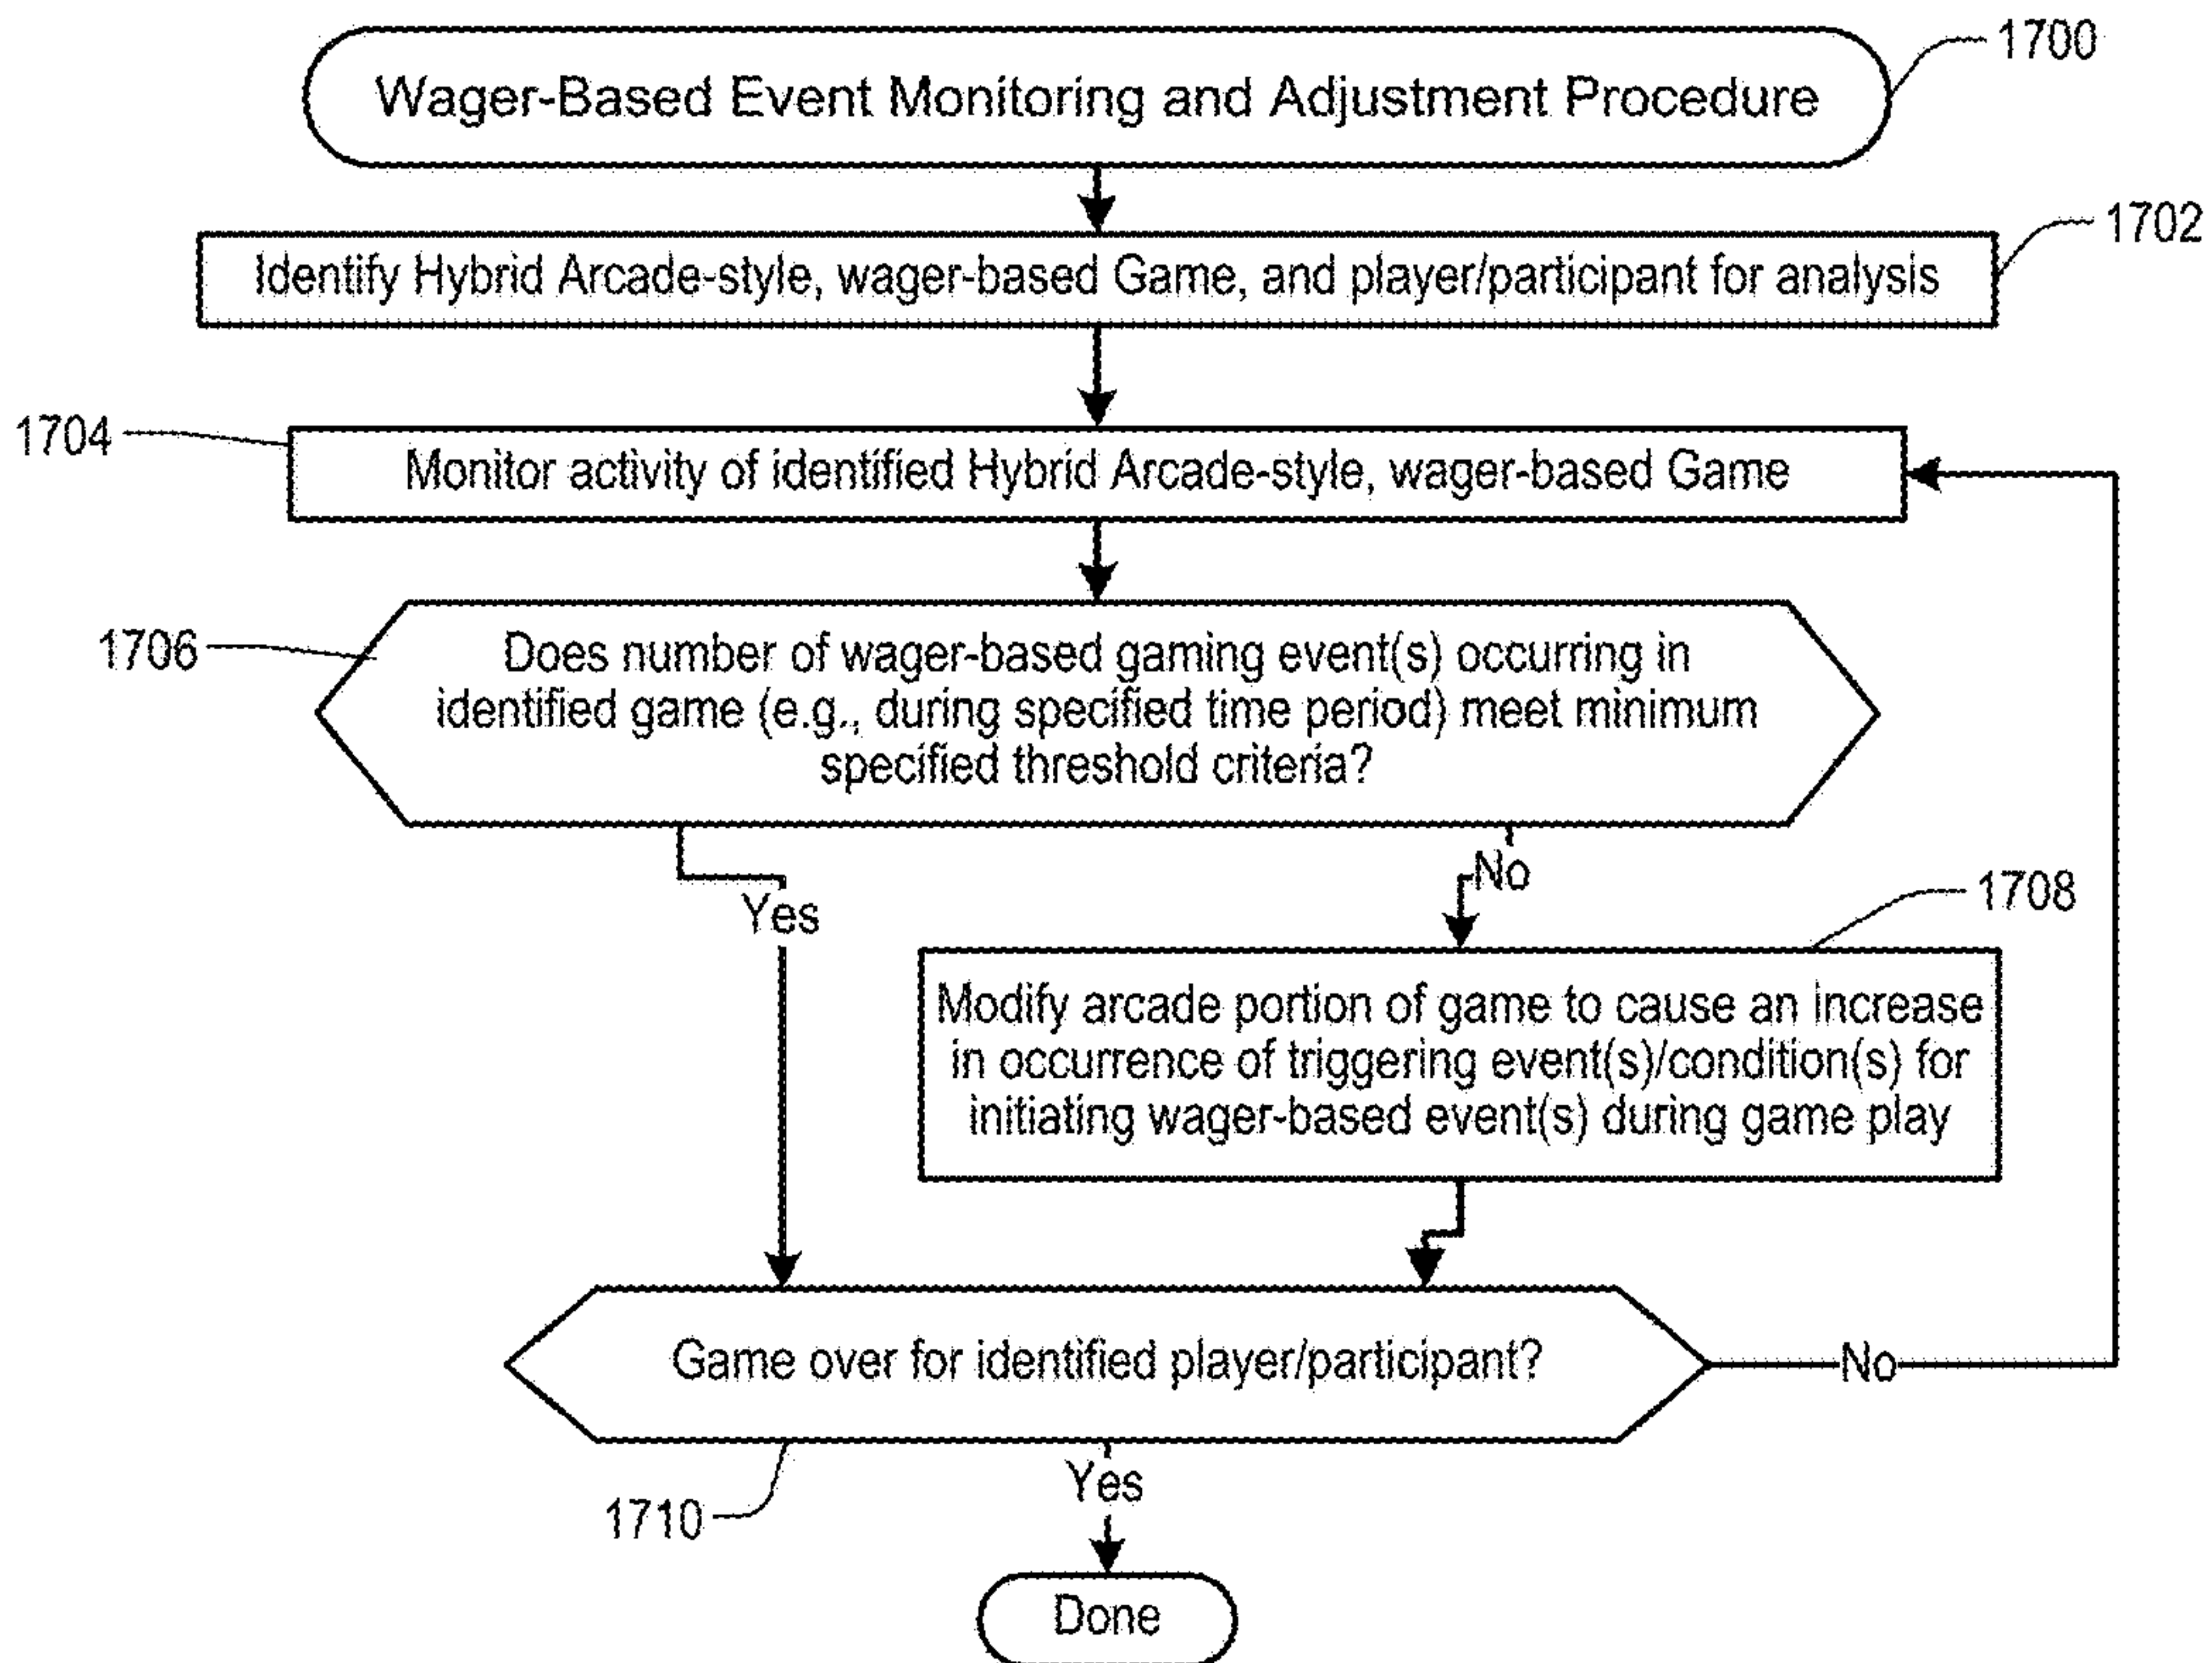 1700
Wager-Based Event Monitoring and Adjustment Procedure
1702
Identify Hybrid Arcade-style, wager-based Game, and player/participant for analysis
1704
Monitor activity of identified Hybrid Arcade-style, wager-based Game
1706
Does number of wager-based gaming event(s) occurring in
identified game (e.g., during specified time period) meet minimum
specified threshold criteria?
No
Yes
1708
Modify arcade portion of game to cause an increase
in occurrence of triggering event(s)/condition(s) for
initiating wager-based event(s) during game play
Game over for identified player/participant?
No
Yes
1710
Done